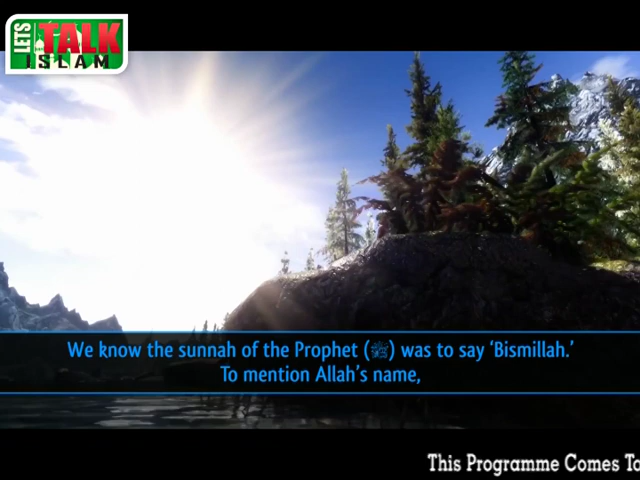 LETS
TALK
ISLAM
We know the sunnah of the Prophet (ﷺ) was to say ‘Bismillah.’
To mention Allah’s name,
This Programme Comes To